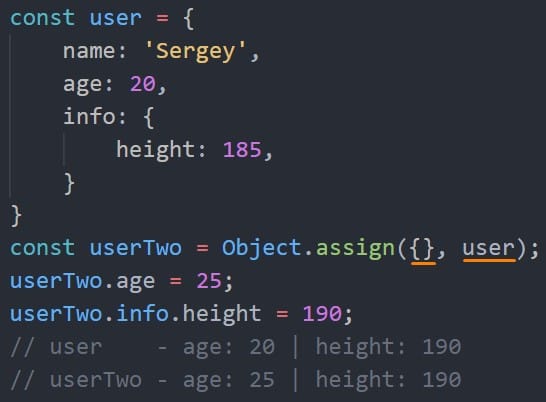 const user = {
    name: 'Sergey',
    age: 20,
    info: {
        height: 185,
    }
}
const userTwo = Object.assign({}, user);
userTwo.age = 25;
userTwo.info.height = 190;
// user    - age: 20 | height: 190
// userTwo - age: 25 | height: 190